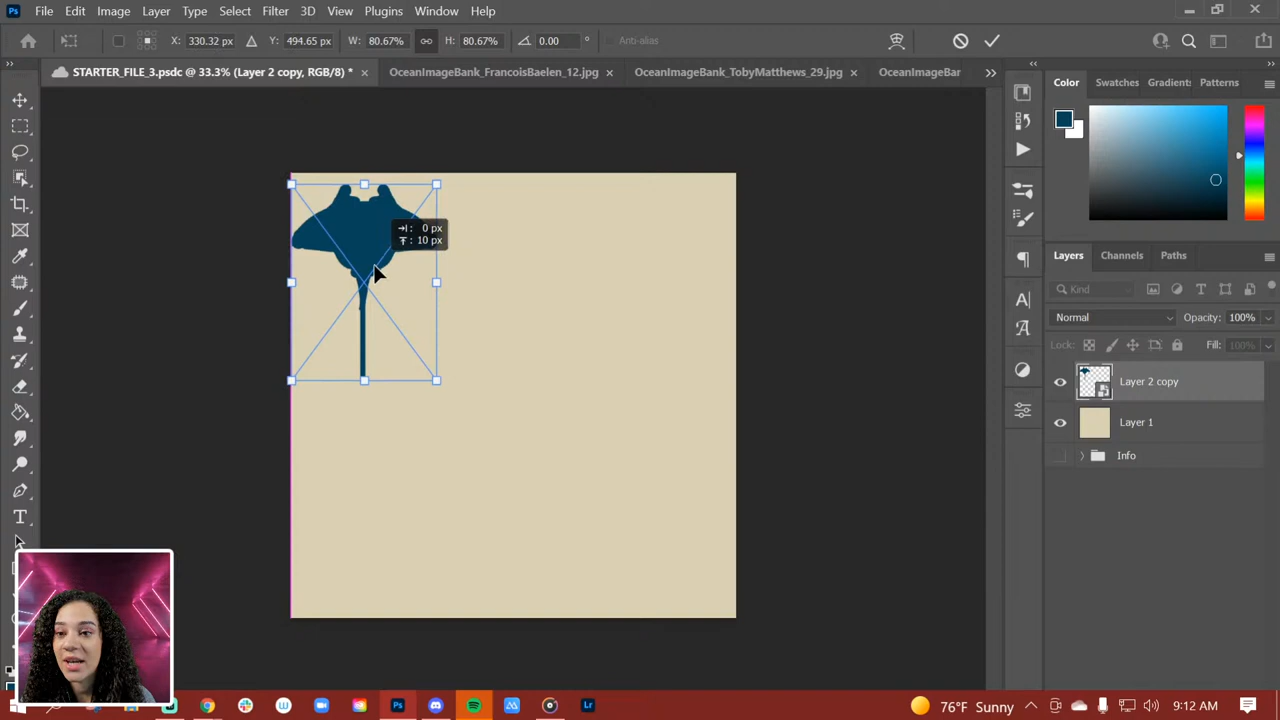 Ps File Edit Image Layer Type Select Filter 3D View Plugins Window Help
X: 330.32 px Y: 494.65 px W: 80.67% H: 80.67% 0.00 ° Anti-alias
STARTER_FILE_3.psdc @ 33.3% (Layer 2 copy, RGB/8) * × OceanImageBank_FrancoisBaelen_12.jpg × OceanImageBank_TobyMatthews_29.jpg × OceanImageBar
Color Swatches Gradients Patterns
: 0 px
: 10 px
Layers Channels Paths
Kind
Normal Opacity: 100%
Lock: Fill: 100%
Layer 2 copy
Layer 1
Info
Ps Lr 76°F Sunny 9:12 AM